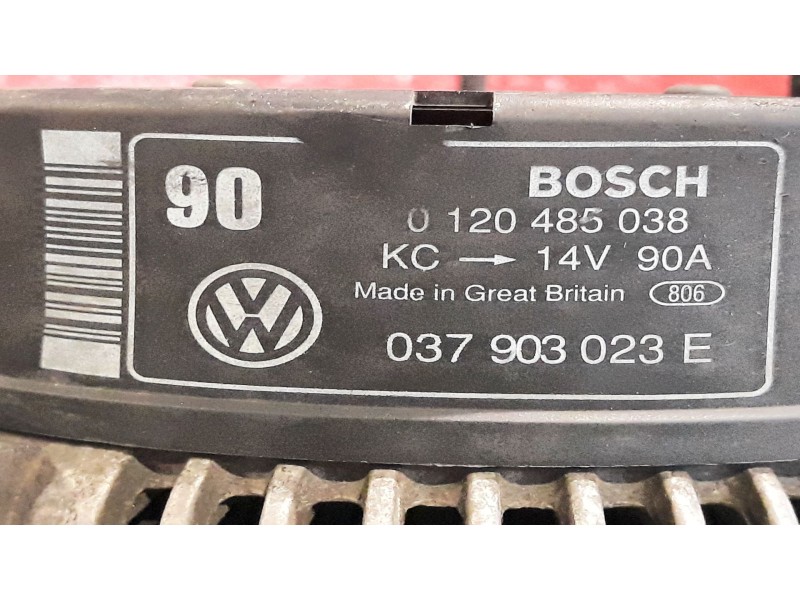 90
BOSCH
0 120 485 038
KC → 14V 90A
Made in Great Britain 806
037 903 023 E